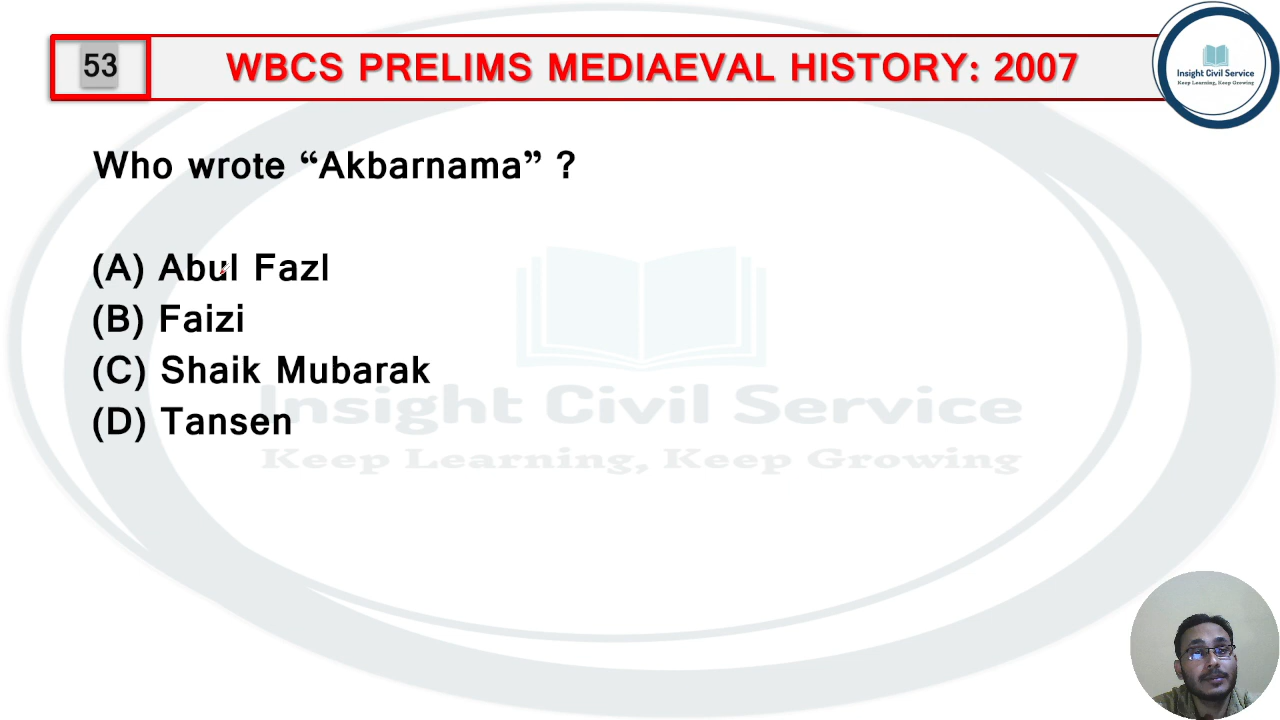 53
WBCS PRELIMS MEDIAEVAL HISTORY: 2007
Insight Civil Service
Keep Learning, Keep Growing
Who wrote “Akbarnama” ?
(A) Abul Fazl
(B) Faizi
(C) Shaik Mubarak
(D) Tansen
Insight Civil Service
Keep Learning, Keep Growing